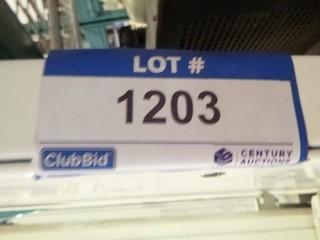 LOT #
1203
ClubBid CENTURY
AUCTIONS